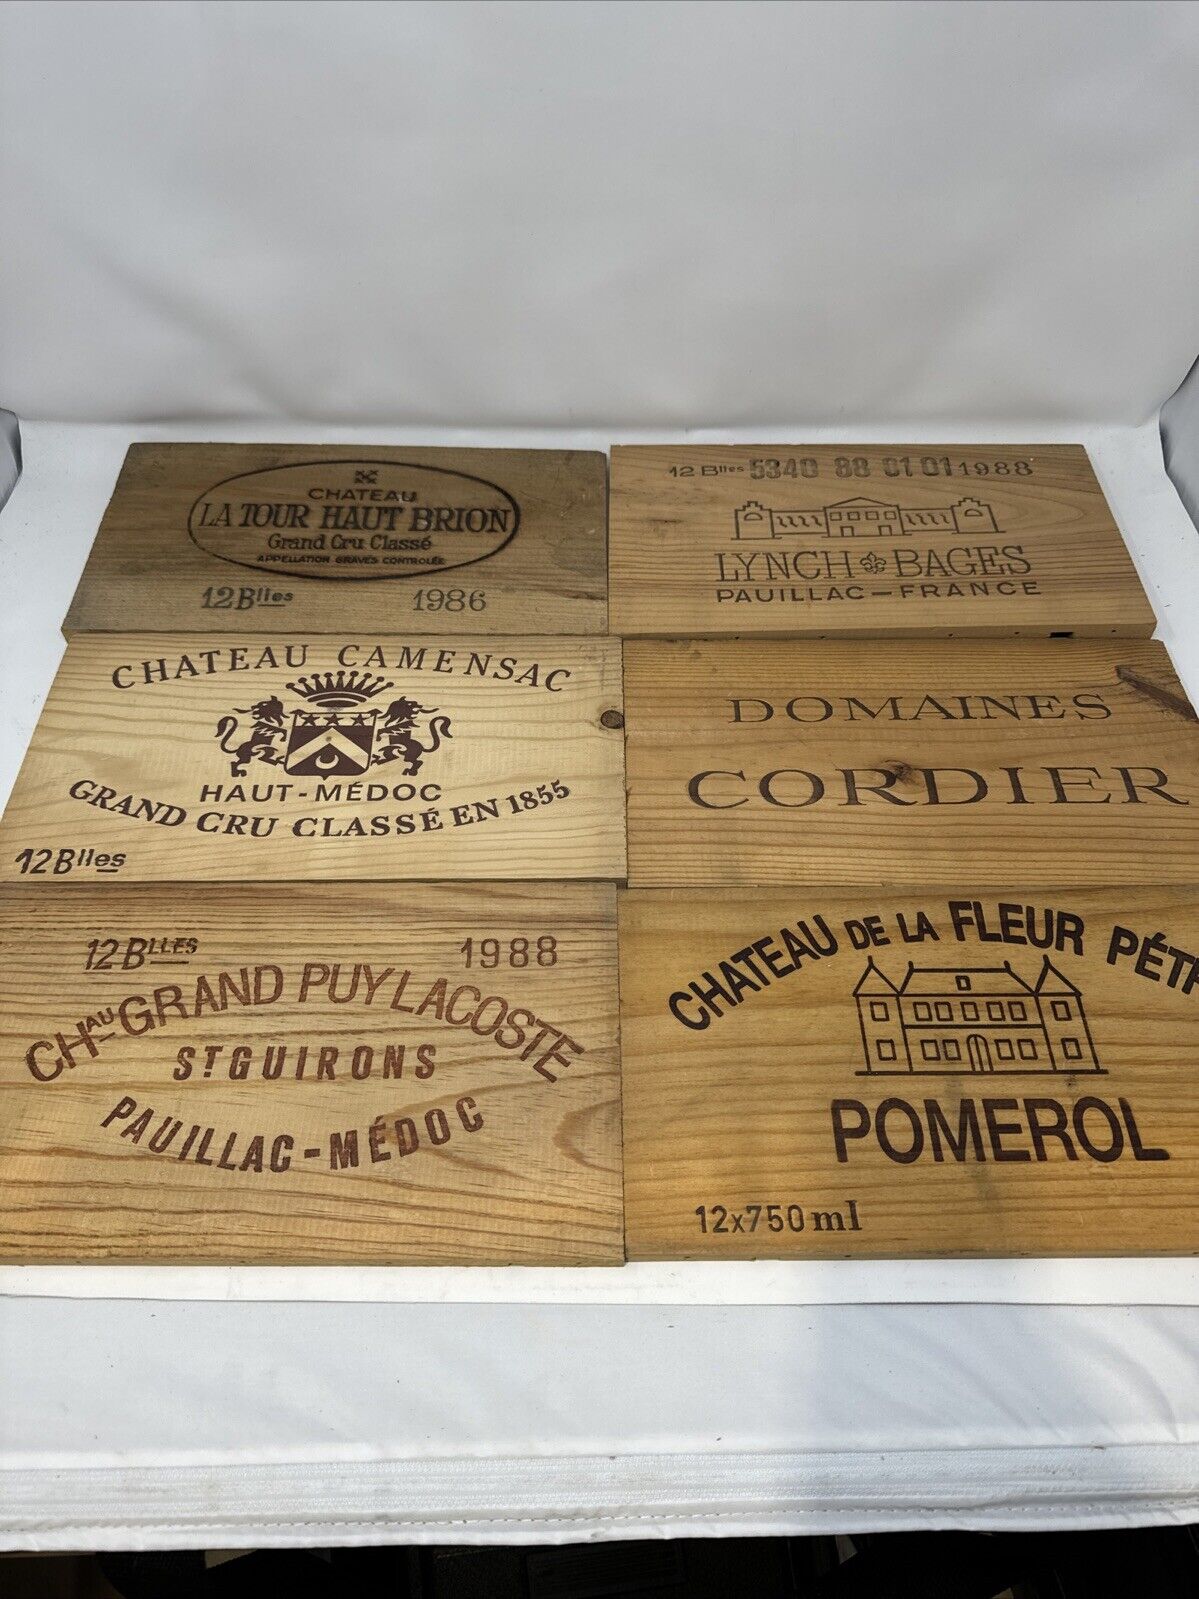 CHATEAU
LA TOUR HAUT BRION
Grand Cru Classé
APPELLATION GRAVES CONTROLÉE
12Blles 1986
12 Blles 5340 88 01 01 1988
LYNCH BAGES
PAUILLAC – FRANCE
CHATEAU CAMENSAC
HAUT-MÉDOC
GRAND CRU CLASSÉ EN 1855
12Blles
DOMAINES
CORDIER
12BLLES 1988
CHAU GRAND PUY LACOSTE
ST GUIRONS
PAUILLAC-MÉDOC
CHATEAU DE LA FLEUR PÉTR
POMEROL
12x750 ml